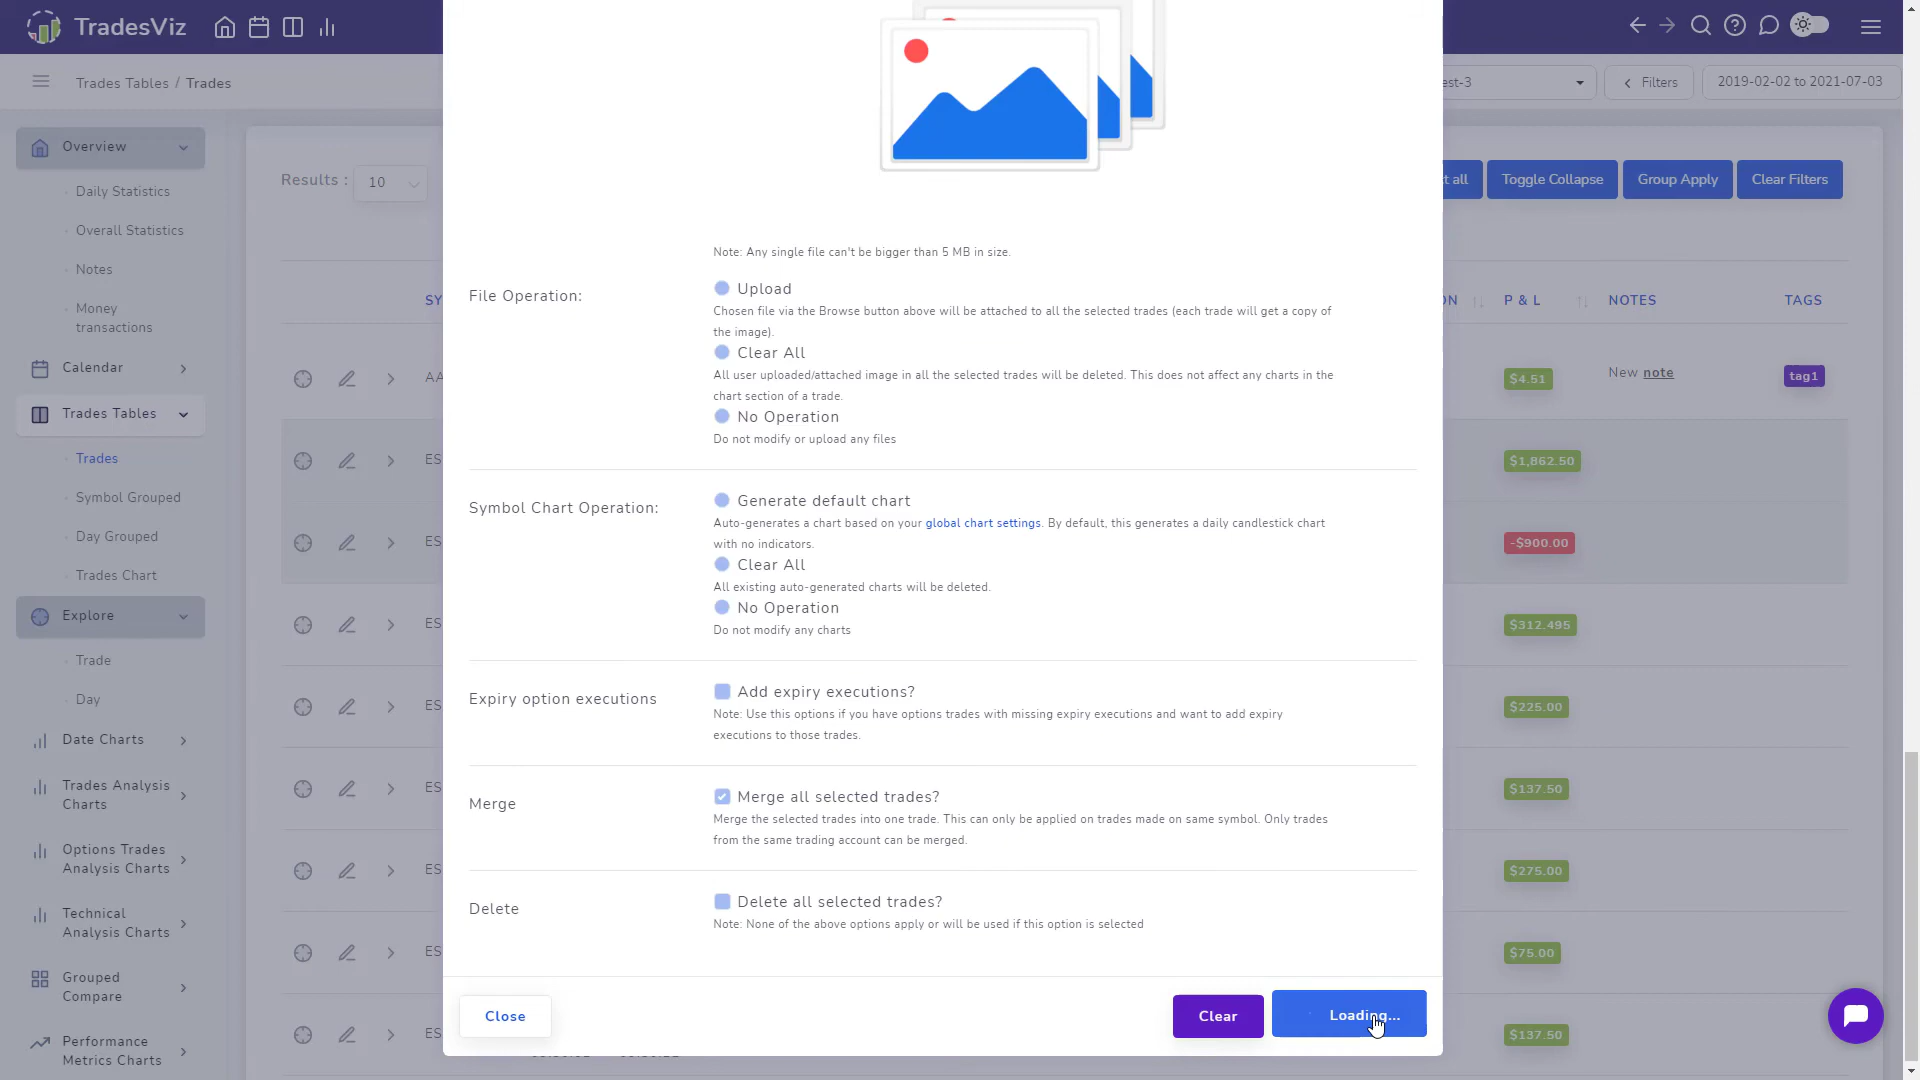 TradesViz
Trades Tables / Trades
est-3
Filters
2019-02-02 to 2021-07-03
Overview
Daily Statistics
Overall Statistics
Notes
Money
transactions
Calendar
Trades Tables
Trades
Symbol Grouped
Day Grouped
Trades Chart
Explore
Trade
Day
Date Charts
Trades Analysis
Charts
Options Trades
Analysis Charts
Technical
Analysis Charts
Grouped
Compare
Performance
Metrics Charts
Results :
10
SY
AA
ES
ES
ES
ES
ES
ES
ES
ES
Note: Any single file can't be bigger than 5 MB in size.
File Operation:
Upload
Chosen file via the Browse button above will be attached to all the selected trades (each trade will get a copy of
the image).
Clear All
All user uploaded/attached image in all the selected trades will be deleted. This does not affect any charts in the
chart section of a trade.
No Operation
Do not modify or upload any files
Symbol Chart Operation:
Generate default chart
Auto-generates a chart based on your global chart settings. By default, this generates a daily candlestick chart
with no indicators.
Clear All
All existing auto-generated charts will be deleted.
No Operation
Do not modify any charts
Expiry option executions
Add expiry executions?
Note: Use this options if you have options trades with missing expiry executions and want to add expiry
executions to those trades.
Merge
Merge all selected trades?
Merge the selected trades into one trade. This can only be applied on trades made on same symbol. Only trades
from the same trading account can be merged.
Delete
Delete all selected trades?
Note: None of the above options apply or will be used if this option is selected
Close
Clear
Loading...
t all
Toggle Collapse
Group Apply
Clear Filters
ON
P & L
NOTES
TAGS
$4.51
New note
tag1
$1,862.50
-$900.00
$312.495
$225.00
$137.50
$275.00
$75.00
$137.50